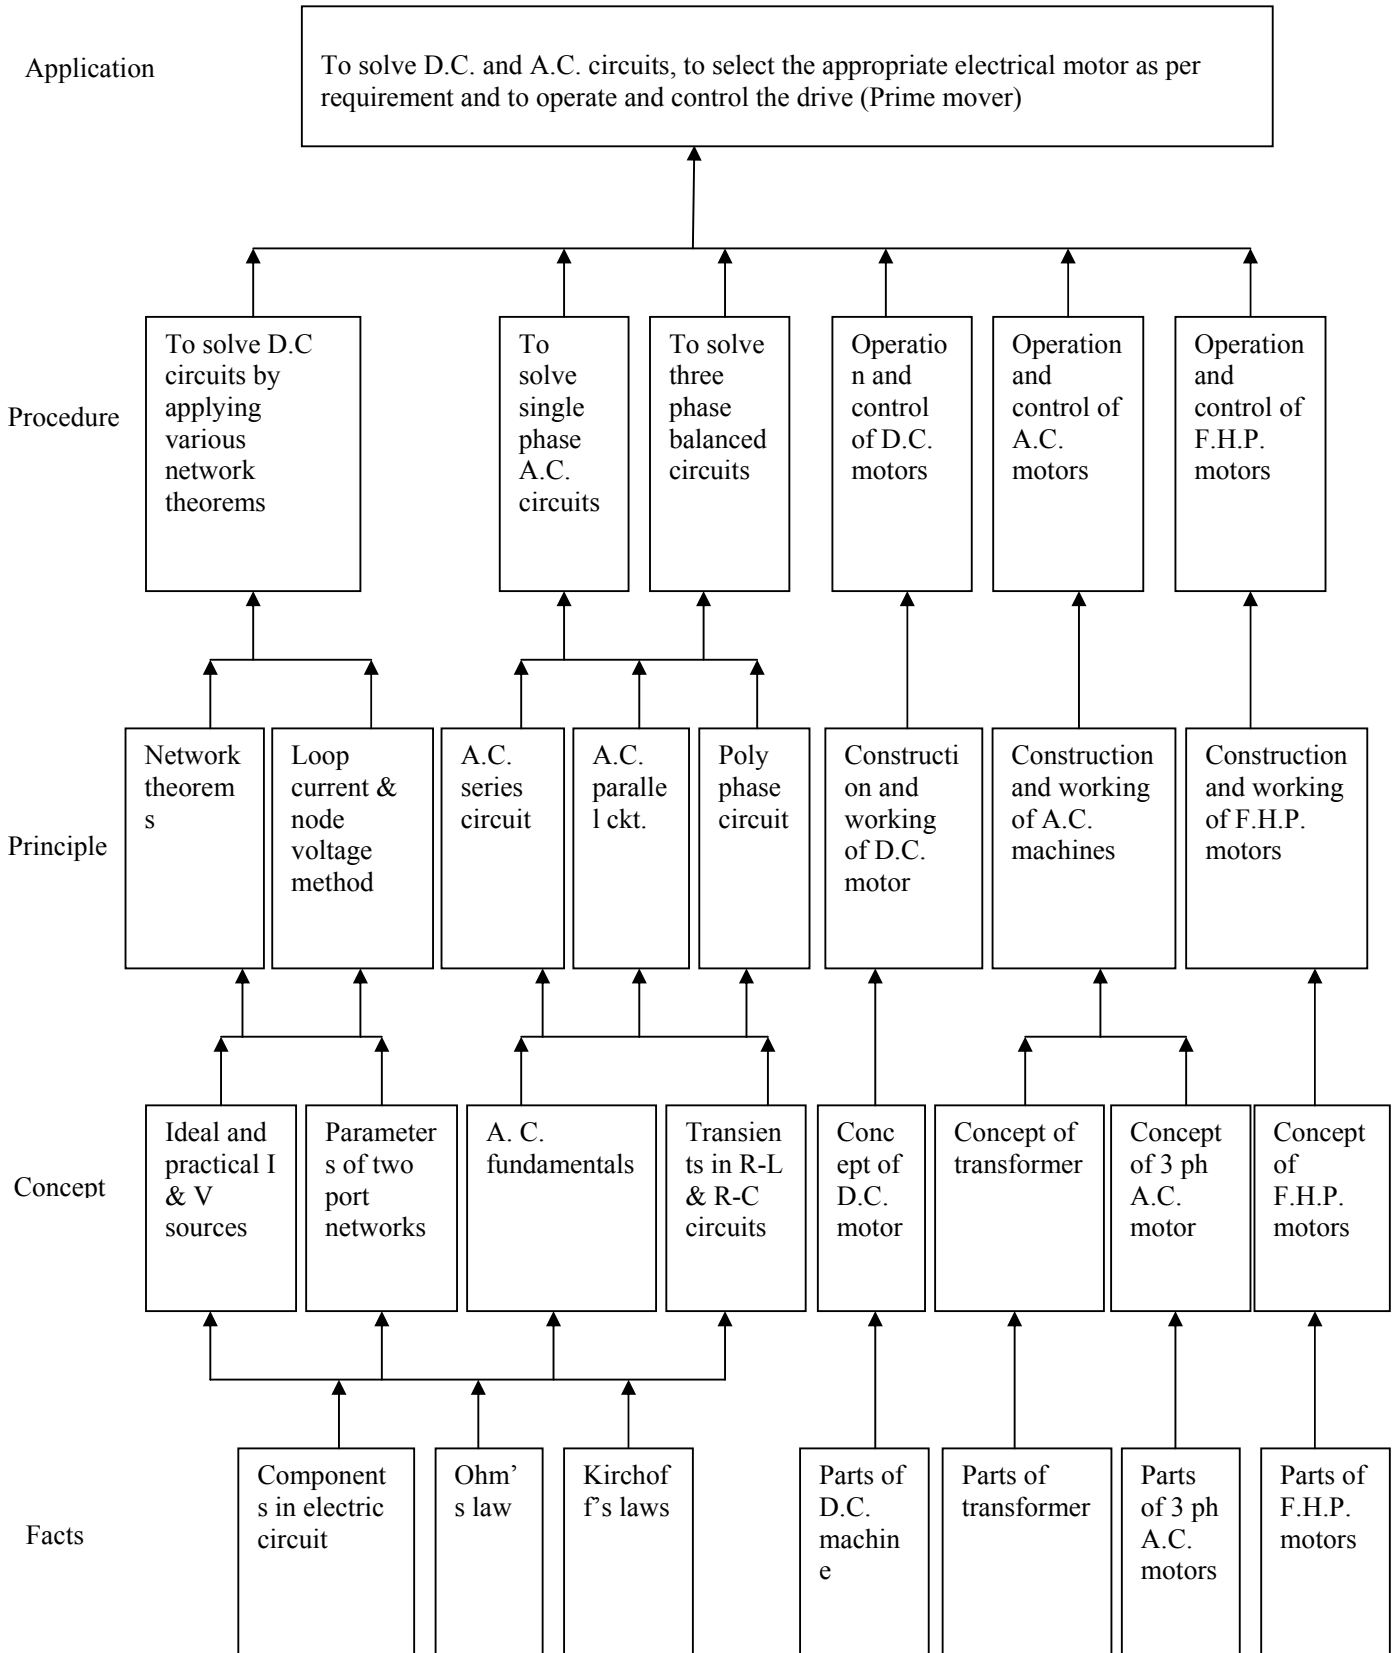 Application
To solve D.C. and A.C. circuits, to select the appropriate electrical motor as per
requirement and to operate and control the drive (Prime mover)
Procedure
To solve D.C
circuits by
applying
various
network
theorems
To
solve
single
phase
A.C.
circuits
To solve
three
phase
balanced
circuits
Operatio
n and
control
of D.C.
motors
Operation
and
control of
A.C.
motors
Operation
and
control of
F.H.P.
motors
Principle
Network
theorem
s
Loop
current &
node
voltage
method
A.C.
series
circuit
A.C.
paralle
l ckt.
Poly
phase
circuit
Constructi
on and
working
of D.C.
motor
Construction
and working
of A.C.
machines
Construction
and working
of F.H.P.
motors
Concept
Ideal and
practical I
& V
sources
Parameter
s of two
port
networks
A. C.
fundamentals
Transien
ts in R-L
& R-C
circuits
Conc
ept of
D.C.
motor
Concept of
transformer
Concept
of 3 ph
A.C.
motor
Concept
of
F.H.P.
motors
Facts
Component
s in electric
circuit
Ohm'
s law
Kirchof
f's laws
Parts of
D.C.
machin
e
Parts of
transformer
Parts
of 3 ph
A.C.
motors
Parts of
F.H.P.
motors